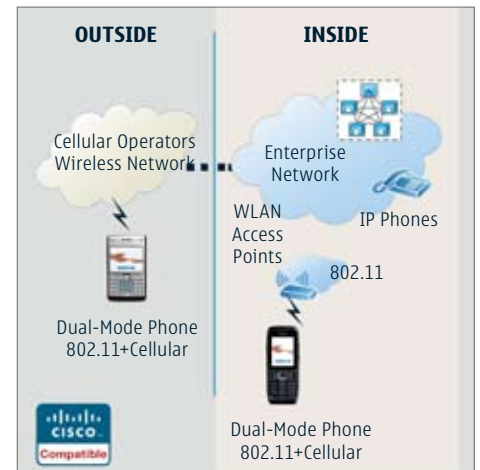 OUTSIDE
INSIDE
Cellular Operators
Wireless Network
Enterprise
Network
IP Phones
WLAN
Access
Points
802.11
Dual-Mode Phone
802.11+Cellular
Dual-Mode Phone
802.11+Cellular
CISCO
Compatible